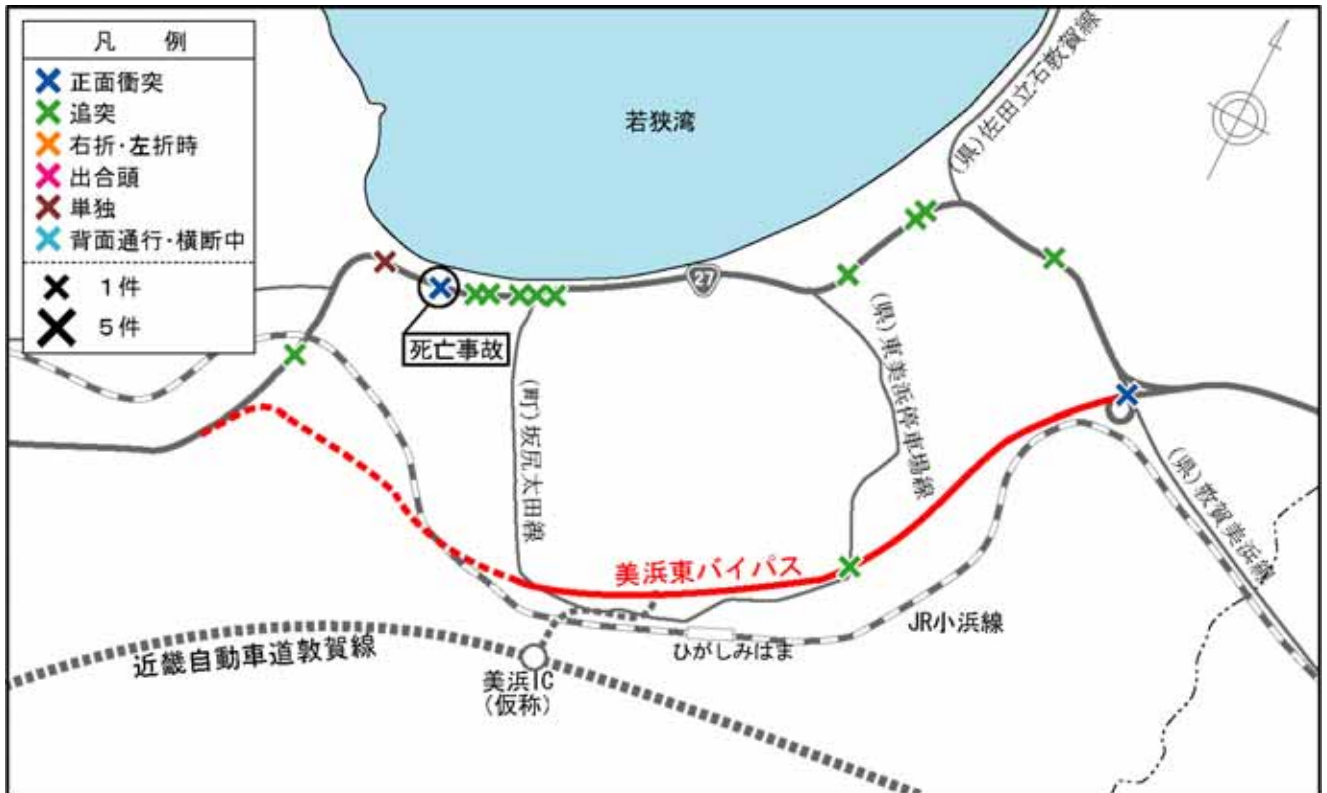 凡 例
正面衝突
追突
右折・左折時
出合頭
単独
背面通行・横断中
1件
5件
若狭湾
(県)佐田立石敦賀線
27
死亡事故
(町)坂尻太田線
(県)東美浜停車場線
(県)敦賀美浜線
美浜東バイパス
JR小浜線
ひがしみはま
近畿自動車道敦賀線
美浜IC
(仮称)